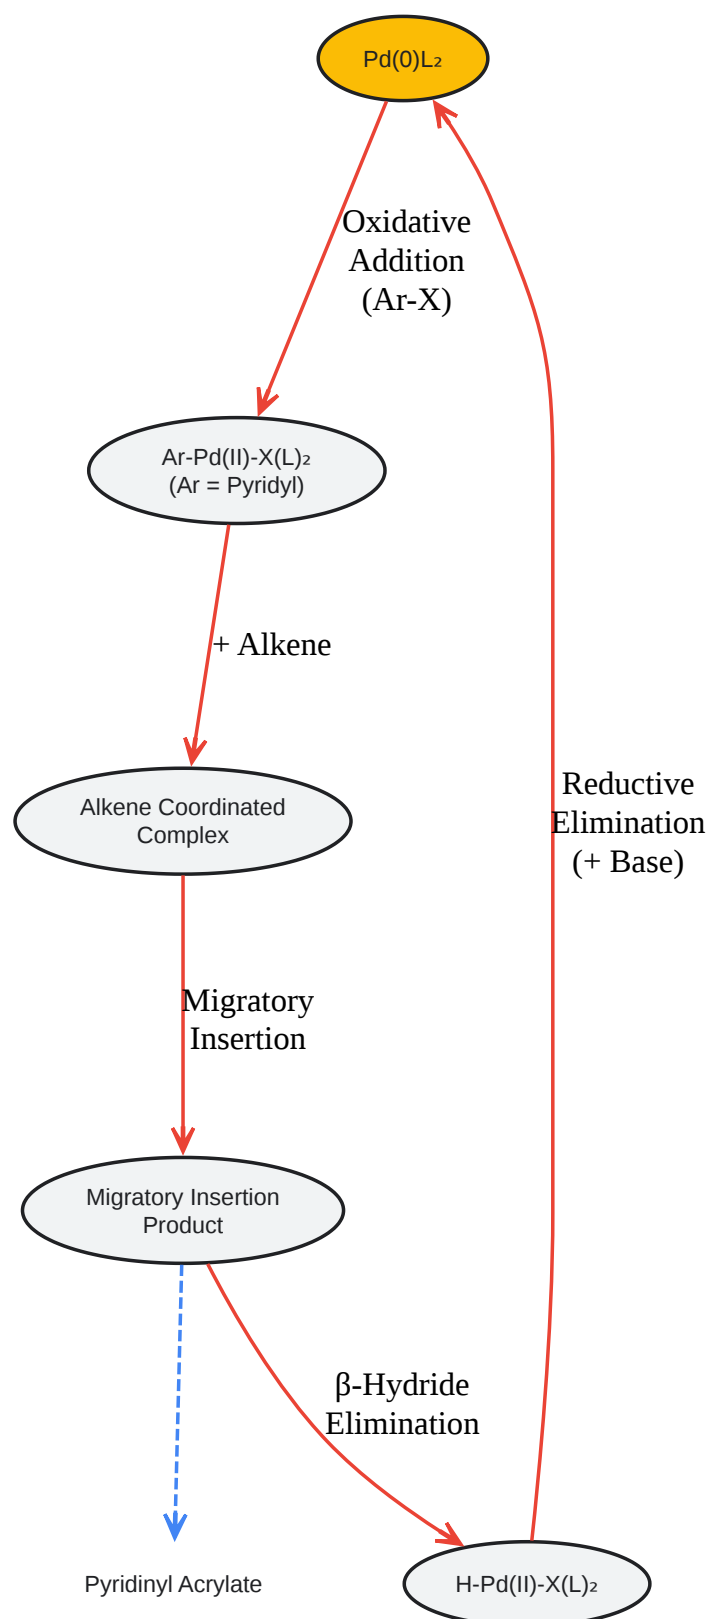 Pd(0)L₂
Oxidative
Addition
(Ar-X)
Ar-Pd(II)-X(L)₂
(Ar = Pyridyl)
+ Alkene
Alkene Coordinated
Complex
Reductive
Elimination
(+ Base)
Migratory
Insertion
Migratory Insertion
Product
β-Hydride
Elimination
Pyridinyl Acrylate
H-Pd(II)-X(L)₂